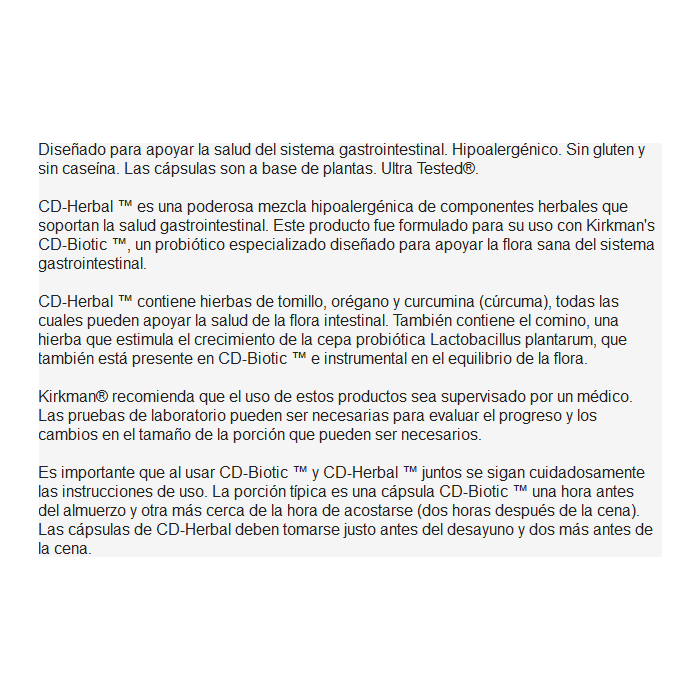 Diseñado para apoyar la salud del sistema gastrointestinal. Hipoalergénico. Sin gluten y
sin caseína. Las cápsulas son a base de plantas. Ultra Tested®.
CD-Herbal ™ es una poderosa mezcla hipoalergénica de componentes herbales que
soportan la salud gastrointestinal. Este producto fue formulado para su uso con Kirkman's
CD-Biotic ™, un probiótico especializado diseñado para apoyar la flora sana del sistema
gastrointestinal.
CD-Herbal ™ contiene hierbas de tomillo, orégano y curcumina (cúrcuma), todas las
cuales pueden apoyar la salud de la flora intestinal. También contiene el comino, una
hierba que estimula el crecimiento de la cepa probiótica Lactobacillus plantarum, que
también está presente en CD-Biotic ™ e instrumental en el equilibrio de la flora.
Kirkman® recomienda que el uso de estos productos sea supervisado por un médico.
Las pruebas de laboratorio pueden ser necesarias para evaluar el progreso y los
cambios en el tamaño de la porción que pueden ser necesarios.
Es importante que al usar CD-Biotic ™ y CD-Herbal ™ juntos se sigan cuidadosamente
las instrucciones de uso. La porción típica es una cápsula CD-Biotic ™ una hora antes
del almuerzo y otra más cerca de la hora de acostarse (dos horas después de la cena).
Las cápsulas de CD-Herbal deben tomarse justo antes del desayuno y dos más antes de
la cena.